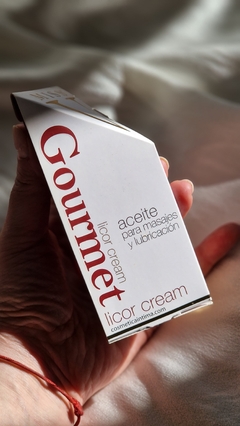 Gourmet
licor cream
aceite
para masajes
y lubricación
licor cream
cosmeticaintima.com